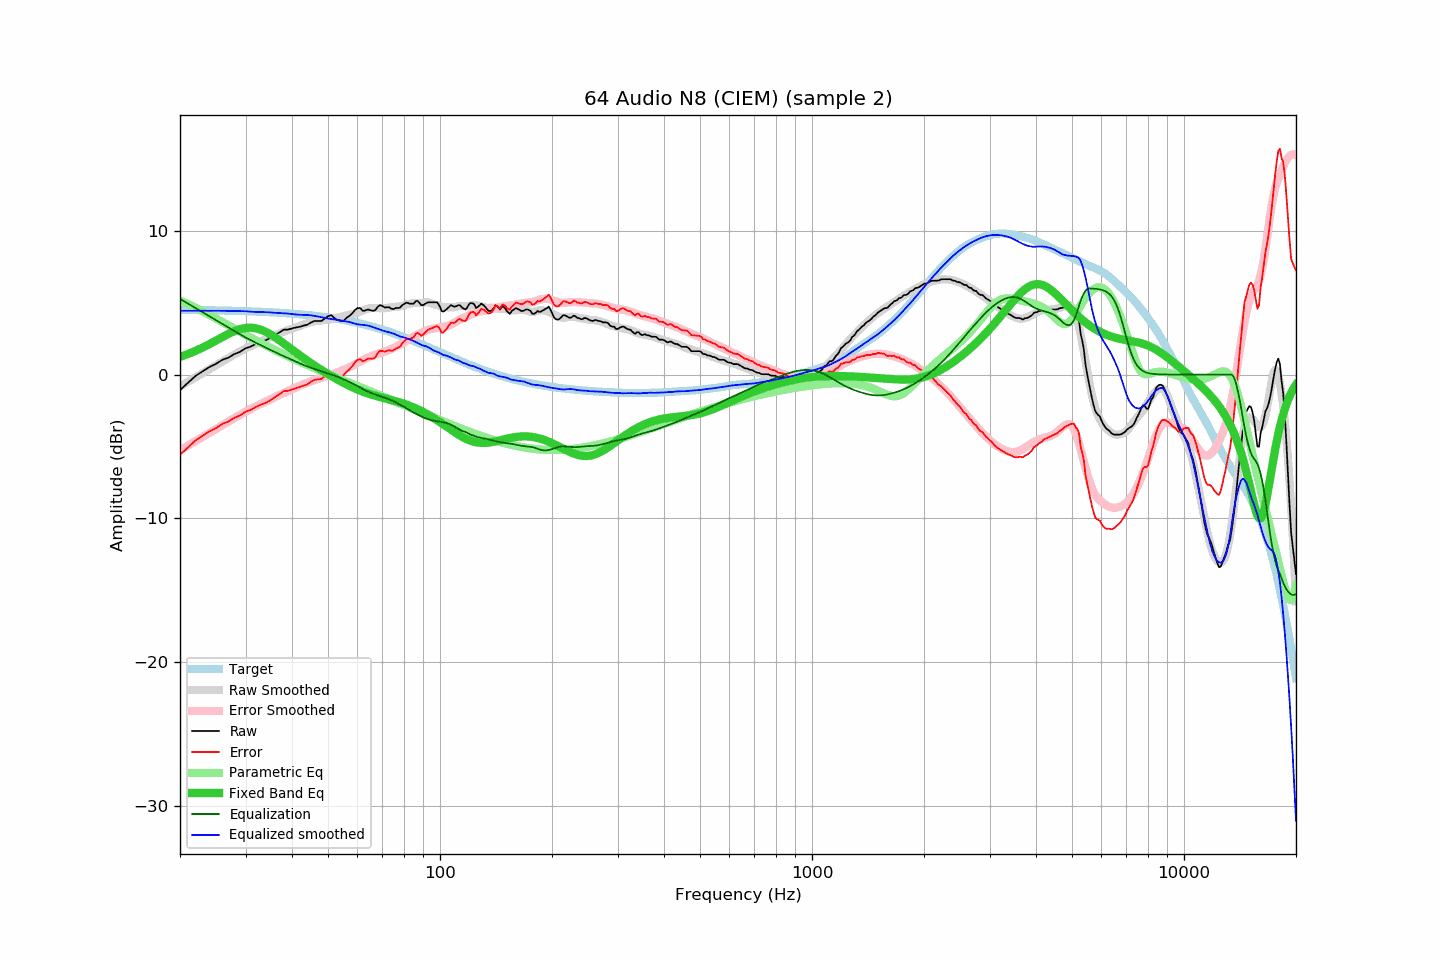 64 Audio N8 (CIEM) (sample 2)
10
0
−10
−20
−30
Amplitude (dBr)
Target
Raw Smoothed
Error Smoothed
Raw
Error
Parametric Eq
Fixed Band Eq
Equalization
Equalized smoothed
100
1000
10000
Frequency (Hz)